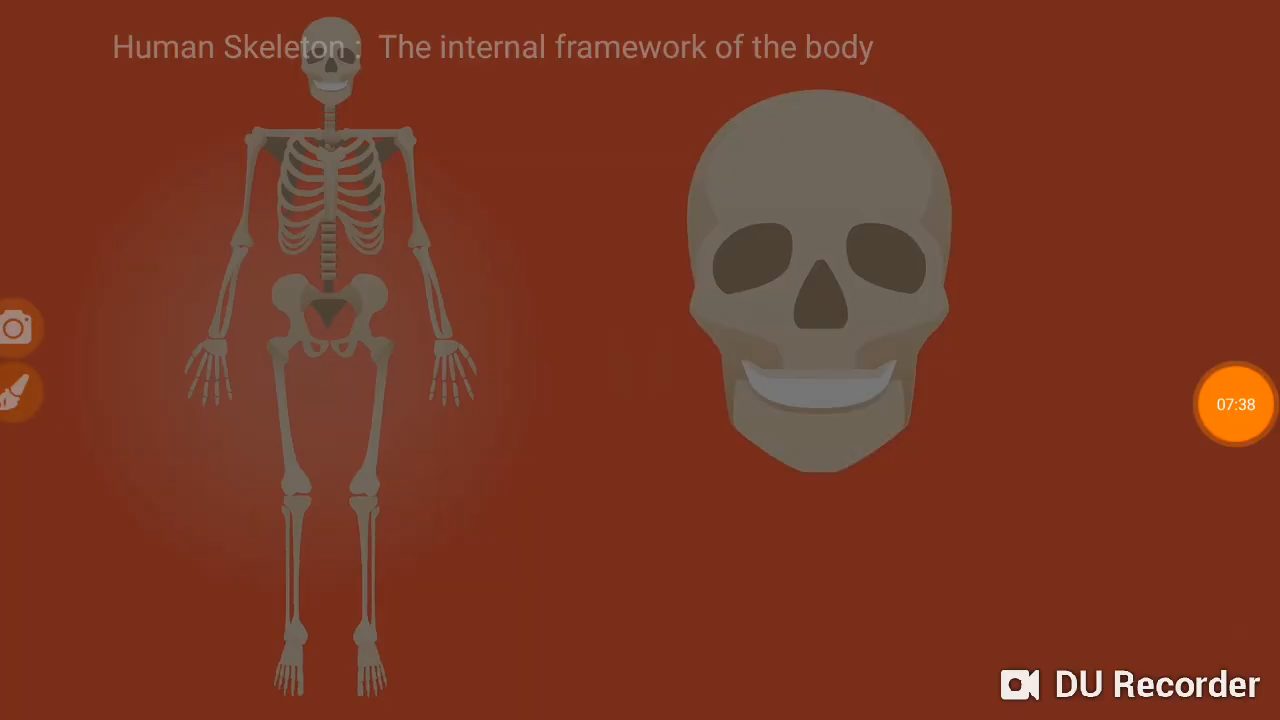 Human Skeleton : The internal framework of the body
07:38
DU Recorder